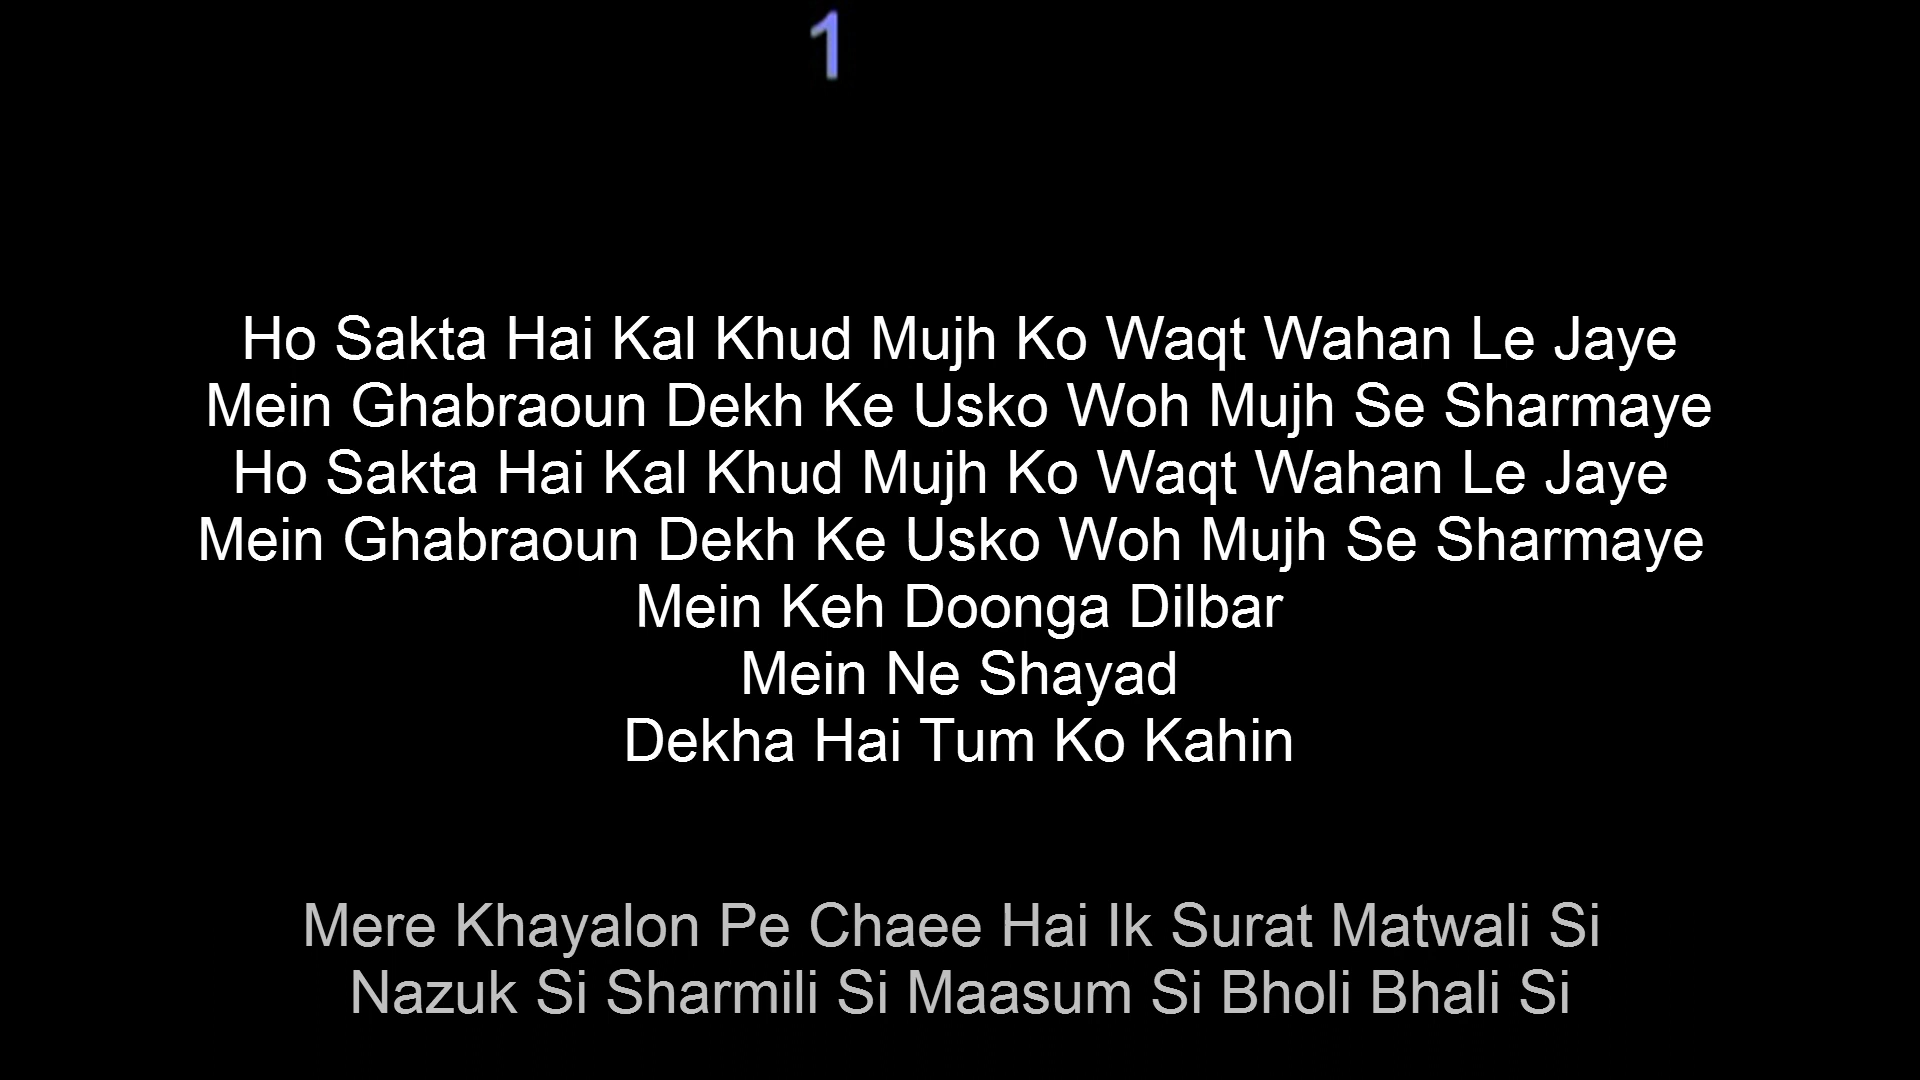 1
Ho Sakta Hai Kal Khud Mujh Ko Waqt Wahan Le Jaye
Mein Ghabraoun Dekh Ke Usko Woh Mujh Se Sharmaye
Ho Sakta Hai Kal Khud Mujh Ko Waqt Wahan Le Jaye
Mein Ghabraoun Dekh Ke Usko Woh Mujh Se Sharmaye
Mein Keh Doonga Dilbar
Mein Ne Shayad
Dekha Hai Tum Ko Kahin
Mere Khayalon Pe Chaee Hai Ik Surat Matwali Si
Nazuk Si Sharmili Si Maasum Si Bholi Bhali Si